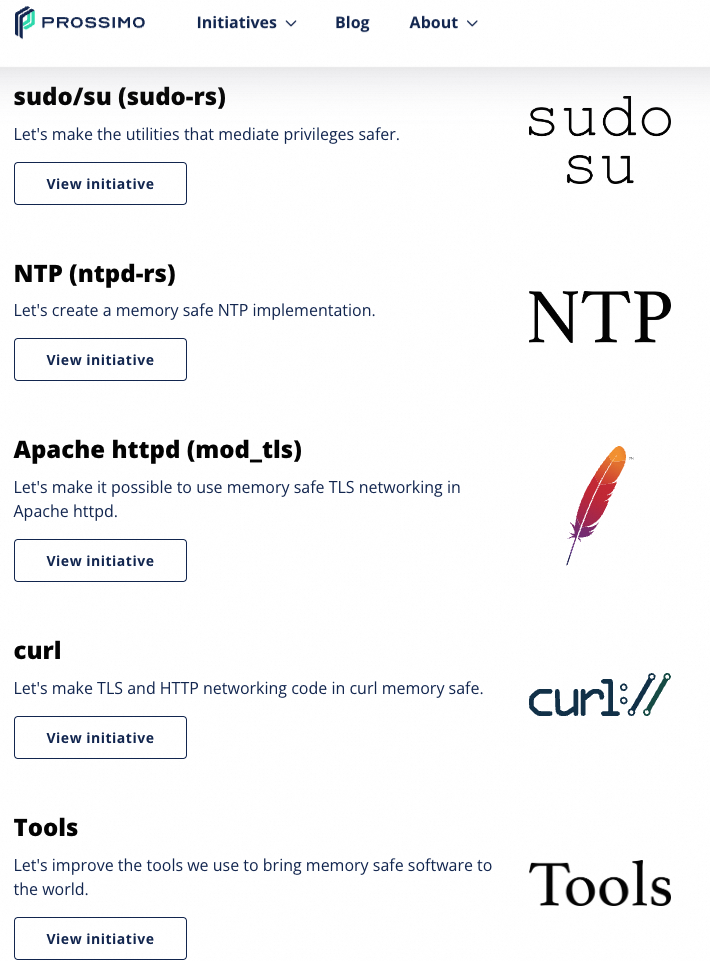 PROSSIMO
Initiatives
Blog
About
sudo/su (sudo-rs)
Let's make the utilities that mediate privileges safer.
View initiative
sudo
su
NTP (ntpd-rs)
Let's create a memory safe NTP implementation.
View initiative
NTP
Apache httpd (mod_tls)
Let's make it possible to use memory safe TLS networking in
Apache httpd.
View initiative
curl
Let's make TLS and HTTP networking code in curl memory safe.
View initiative
curl://
Tools
Let's improve the tools we use to bring memory safe software to
the world.
View initiative
Tools